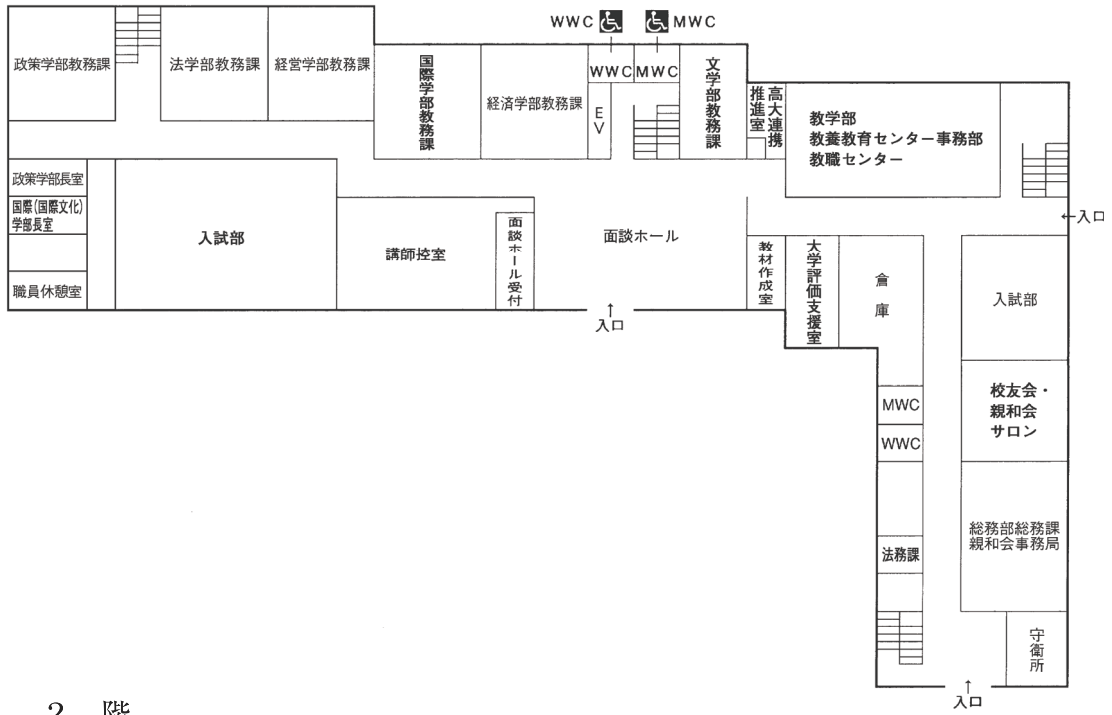 WWC
MWC
政策学部教務課
法学部教務課
経営学部教務課
国際学部教務課
経済学部教務課
WWC
MWC
EV
文学部教務課
高大連携
推進室
教学部
教養教育センター事務部
教職センター
政策学部長室
国際(国際文化)
学部長室
職員休憩室
入試部
講師控室
面談ホール受付
面談ホール
↑
入口
教材作成室
大学評価支援室
倉庫
←入口
入試部
校友会・
親和会
サロン
MWC
WWC
法務課
総務部総務課
親和会事務局
守衛所
↑
入口
2 階